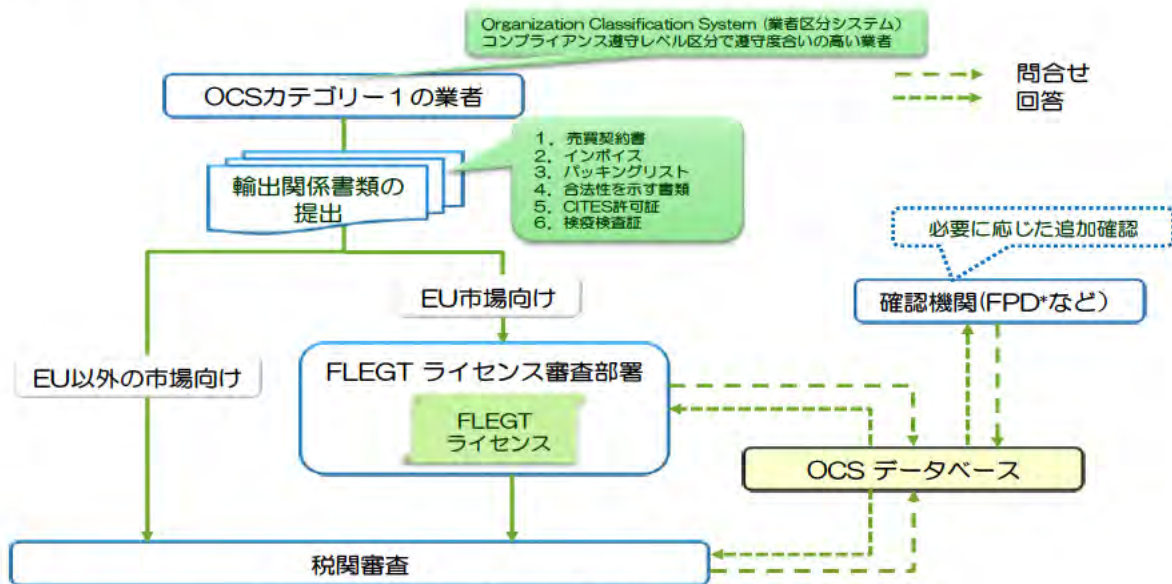 Organization Classification System (業者区分システム)
コンプライアンス遵守レベル区分で遵守度合いの高い業者
問合せ
回答
OCSカテゴリー1の業者
1. 売買契約書
2. インボイス
3. パッキングリスト
4. 合法性を示す書類
5. CITES許可証
6. 検疫検査証
輸出関係書類の
提出
必要に応じた追加確認
確認機関(FPD*など)
EU市場向け
EU以外の市場向け
FLEGT ライセンス審査部署
FLEGT
ライセンス
OCS データベース
税関審査